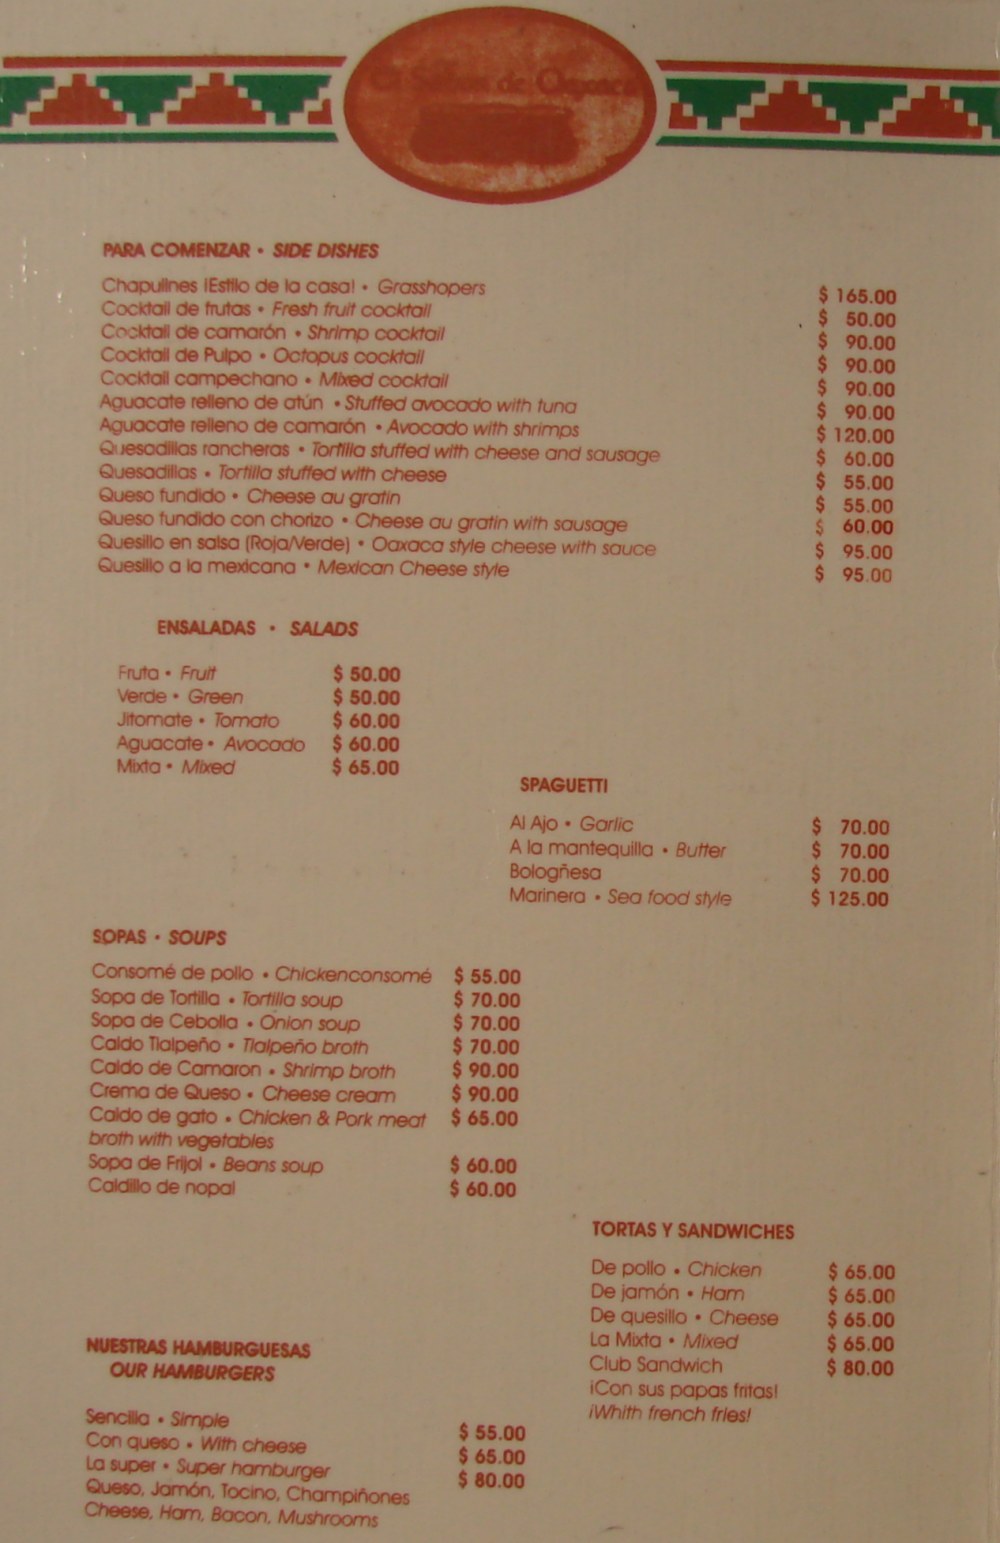 de Oaxaca
PARA COMENZAR • SIDE DISHES
Chapulines ¡Estilo de la casa! • Grasshopers $ 165.00
Cocktail de frutas • Fresh fruit cocktail $ 50.00
Cocktail de camarón • Shrimp cocktail $ 90.00
Cocktail de Pulpo • Octopus cocktail $ 90.00
Cocktail campechano • Mixed cocktail $ 90.00
Aguacate relleno de atún • Stuffed avocado with tuna $ 90.00
Aguacate relleno de camarón • Avocado with shrimps $ 120.00
Quesadillas rancheras • Tortilla stuffed with cheese and sausage $ 60.00
Quesadillas • Tortilla stuffed with cheese $ 55.00
Queso fundido • Cheese au gratin $ 55.00
Queso fundido con chorizo • Cheese au gratin with sausage $ 60.00
Quesillo en salsa (Roja/Verde) • Oaxaca style cheese with sauce $ 95.00
Quesillo a la mexicana • Mexican Cheese style $ 95.00
ENSALADAS • SALADS
Fruta • Fruit $ 50.00
Verde • Green $ 50.00
Jitomate • Tomato $ 60.00
Aguacate • Avocado $ 60.00
Mixta • Mixed $ 65.00
SPAGUETTI
Al Ajo • Garlic $ 70.00
A la mantequilla • Butter $ 70.00
Bologñesa $ 70.00
Marinera • Sea food style $ 125.00
SOPAS • SOUPS
Consomé de pollo • Chickenconsomé $ 55.00
Sopa de Tortilla • Tortilla soup $ 70.00
Sopa de Cebolla • Onion soup $ 70.00
Caldo Tlalpeño • Tlalpeño broth $ 70.00
Caldo de Camaron • Shrimp broth $ 90.00
Crema de Queso • Cheese cream $ 90.00
Caldo de gato • Chicken & Pork meat $ 65.00
broth with vegetables
Sopa de Frijol • Beans soup $ 60.00
Caldillo de nopal $ 60.00
TORTAS Y SANDWICHES
De pollo • Chicken $ 65.00
De jamón • Ham $ 65.00
De quesillo • Cheese $ 65.00
La Mixta • Mixed $ 65.00
Club Sandwich $ 80.00
¡Con sus papas fritas!
¡Whith french fries!
NUESTRAS HAMBURGUESAS
OUR HAMBURGERS
Sencilla • Simple $ 55.00
Con queso • With cheese $ 65.00
La super • Super hamburger $ 80.00
Queso, Jamón, Tocino, Champiñones
Cheese, Ham, Bacon, Mushrooms